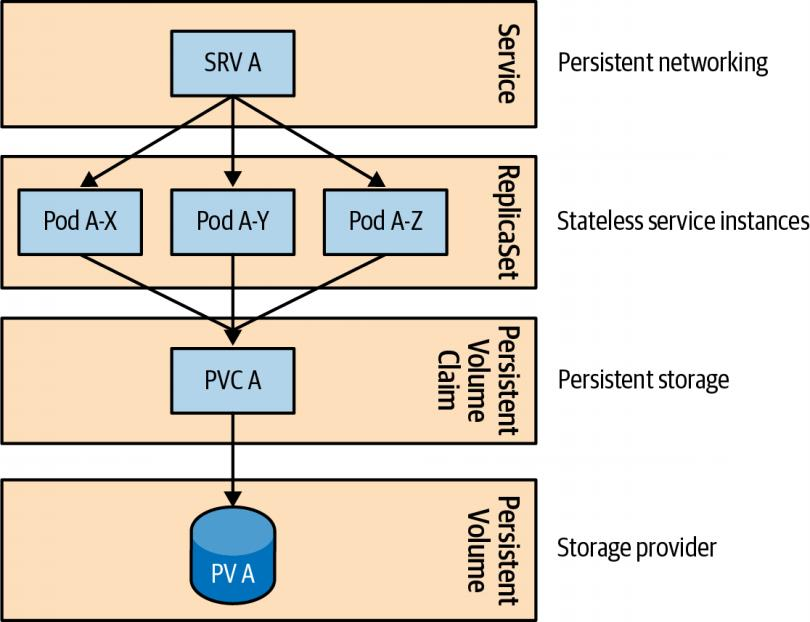 SRV A
Service
Persistent networking
Pod A-X
Pod A-Y
Pod A-Z
ReplicaSet
Stateless service instances
PVC A
Persistent
Volume
Claim
Persistent storage
PV A
Persistent
Volume
Storage provider